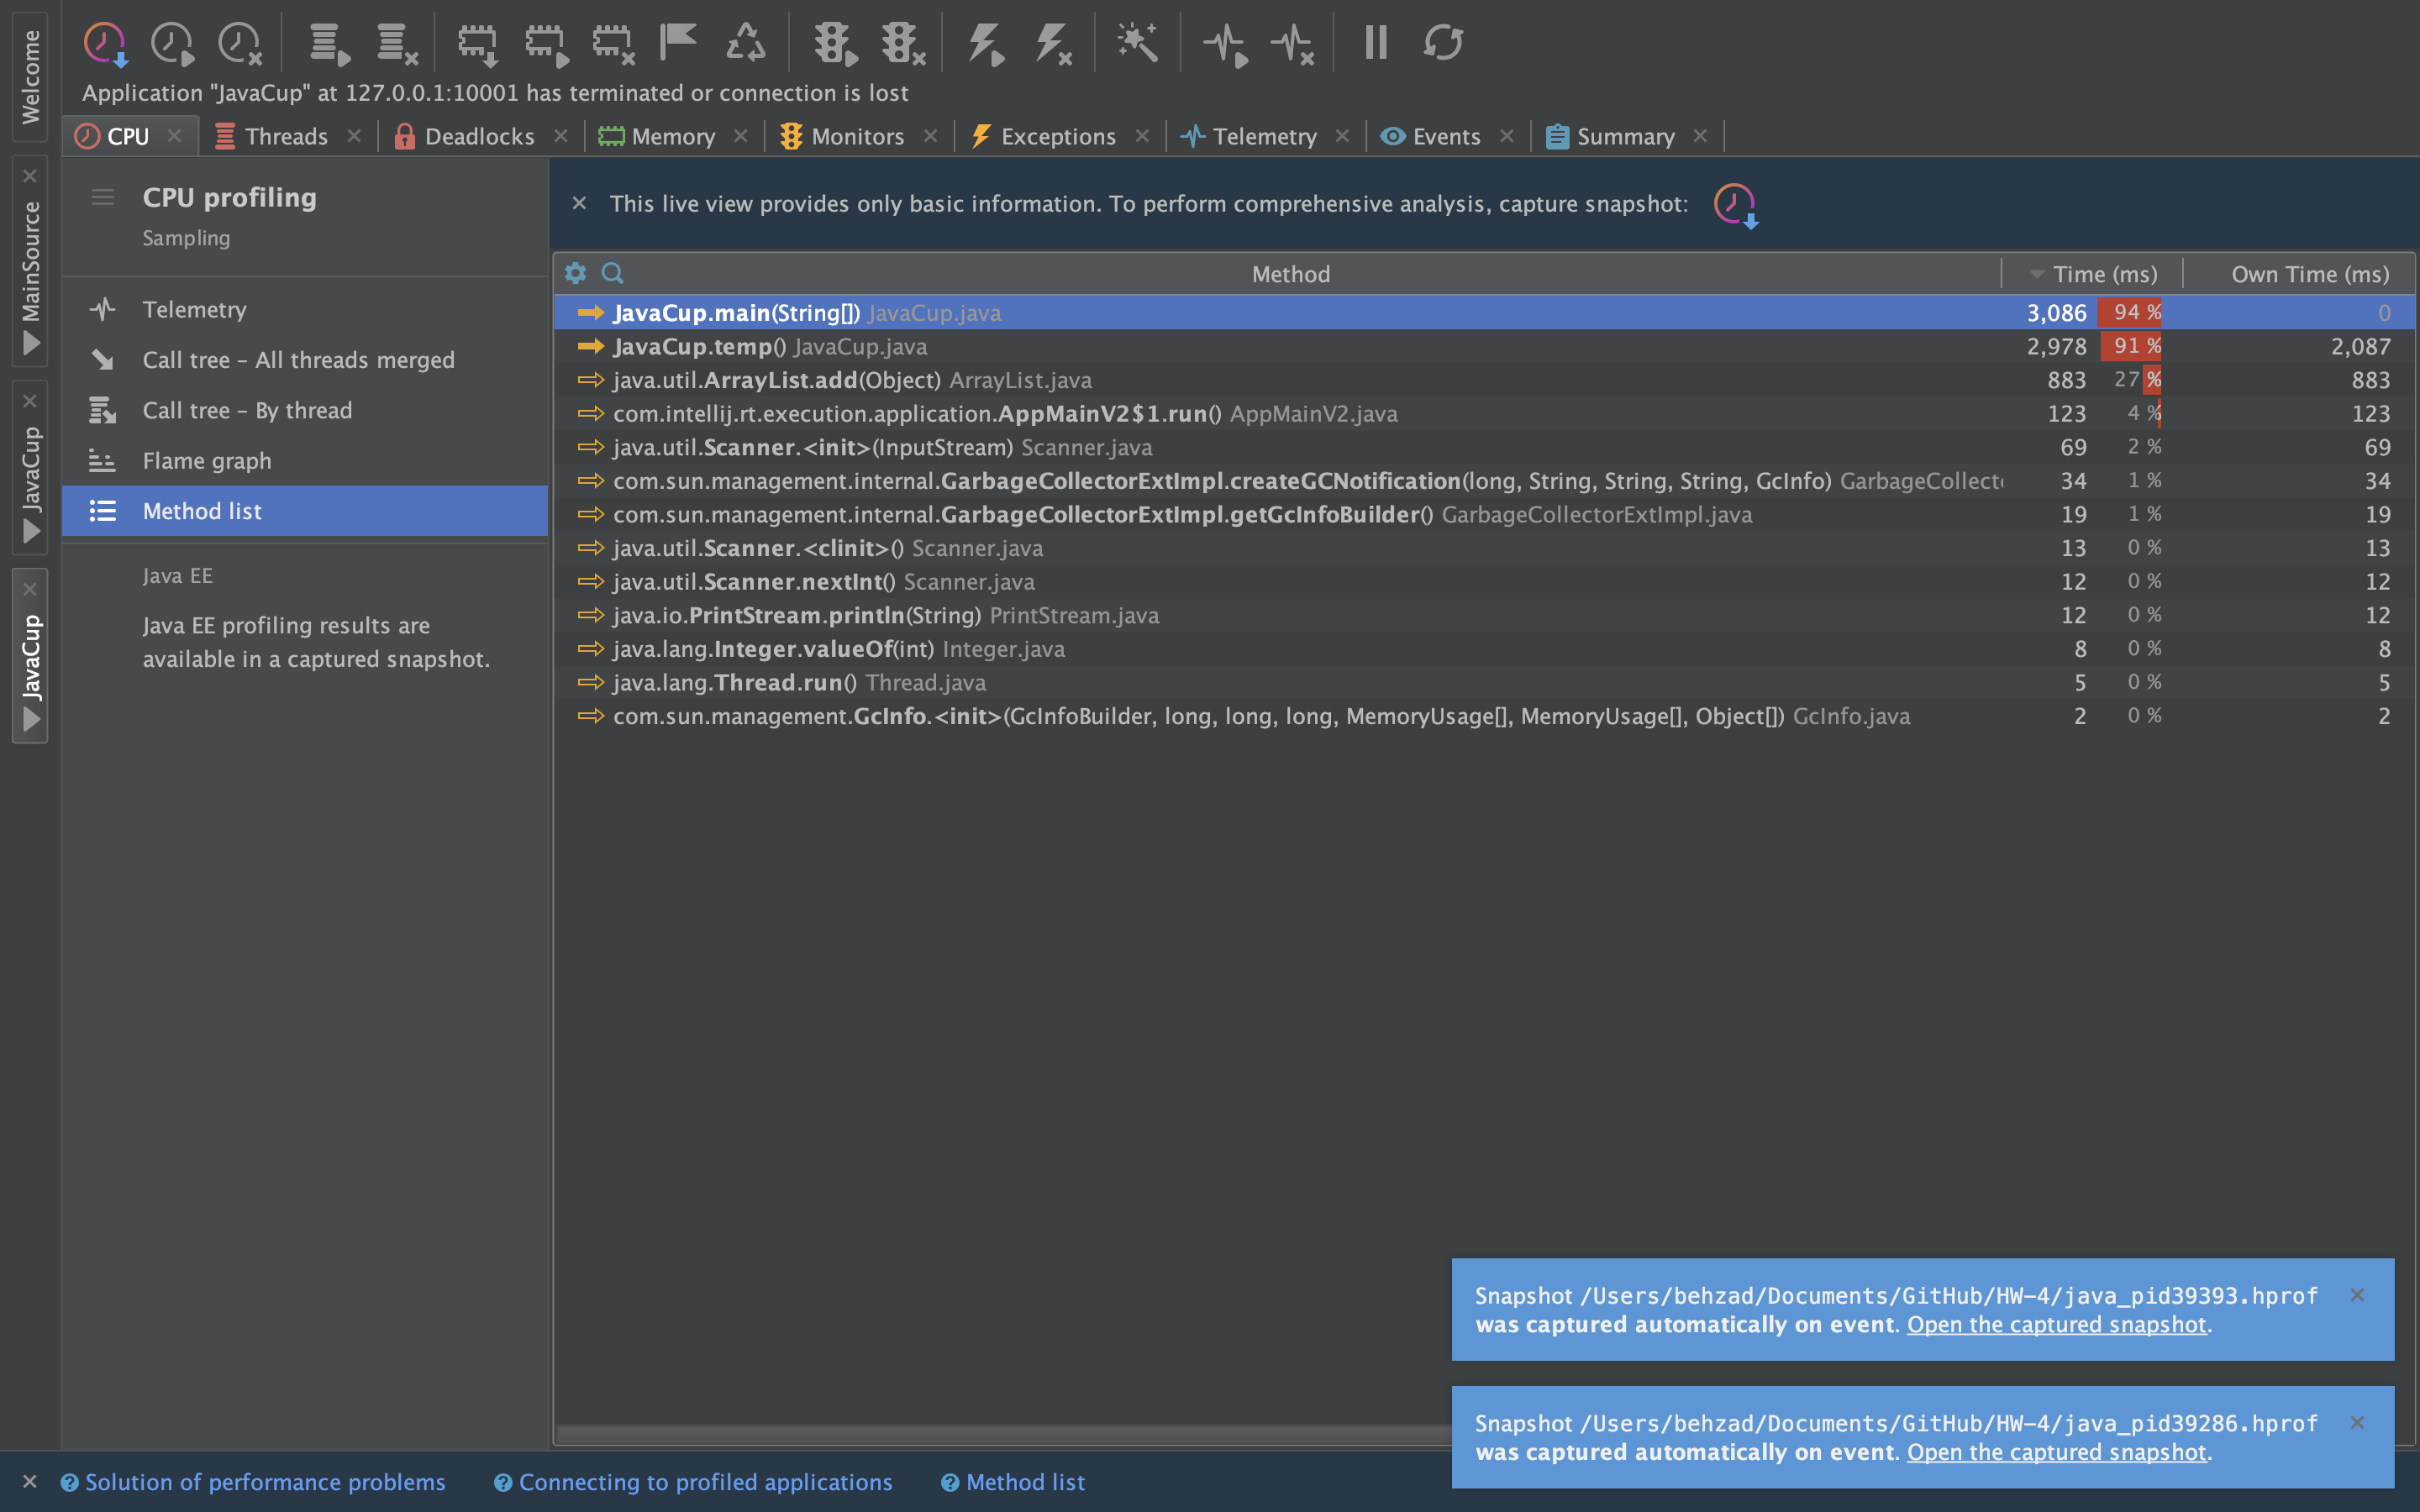 Welcome
MainSource
JavaCup
JavaCup
Application "JavaCup" at 127.0.0.1:10001 has terminated or connection is lost
CPU Threads Deadlocks Memory Monitors Exceptions Telemetry Events Summary
CPU profiling
Sampling
Telemetry
Call tree – All threads merged
Call tree – By thread
Flame graph
Method list
Java EE
Java EE profiling results are
available in a captured snapshot.
This live view provides only basic information. To perform comprehensive analysis, capture snapshot:
Method Time (ms) Own Time (ms)
JavaCup.main(String[]) JavaCup.java 3,086 94 % 0
JavaCup.temp() JavaCup.java 2,978 91 % 2,087
java.util.ArrayList.add(Object) ArrayList.java 883 27 % 883
com.intellij.rt.execution.application.AppMainV2$1.run() AppMainV2.java 123 4 % 123
java.util.Scanner.<init>(InputStream) Scanner.java 69 2 % 69
com.sun.management.internal.GarbageCollectorExtImpl.createGCNotification(long, String, String, String, GcInfo) GarbageCollect 34 1 % 34
com.sun.management.internal.GarbageCollectorExtImpl.getGcInfoBuilder() GarbageCollectorExtImpl.java 19 1 % 19
java.util.Scanner.<clinit>() Scanner.java 13 0 % 13
java.util.Scanner.nextInt() Scanner.java 12 0 % 12
java.io.PrintStream.println(String) PrintStream.java 12 0 % 12
java.lang.Integer.valueOf(int) Integer.java 8 0 % 8
java.lang.Thread.run() Thread.java 5 0 % 5
com.sun.management.GcInfo.<init>(GcInfoBuilder, long, long, long, MemoryUsage[], MemoryUsage[], Object[]) GcInfo.java 2 0 % 2
Snapshot /Users/behzad/Documents/GitHub/HW-4/java_pid39393.hprof
was captured automatically on event. Open the captured snapshot.
Snapshot /Users/behzad/Documents/GitHub/HW-4/java_pid39286.hprof
was captured automatically on event. Open the captured snapshot.
Solution of performance problems Connecting to profiled applications Method list